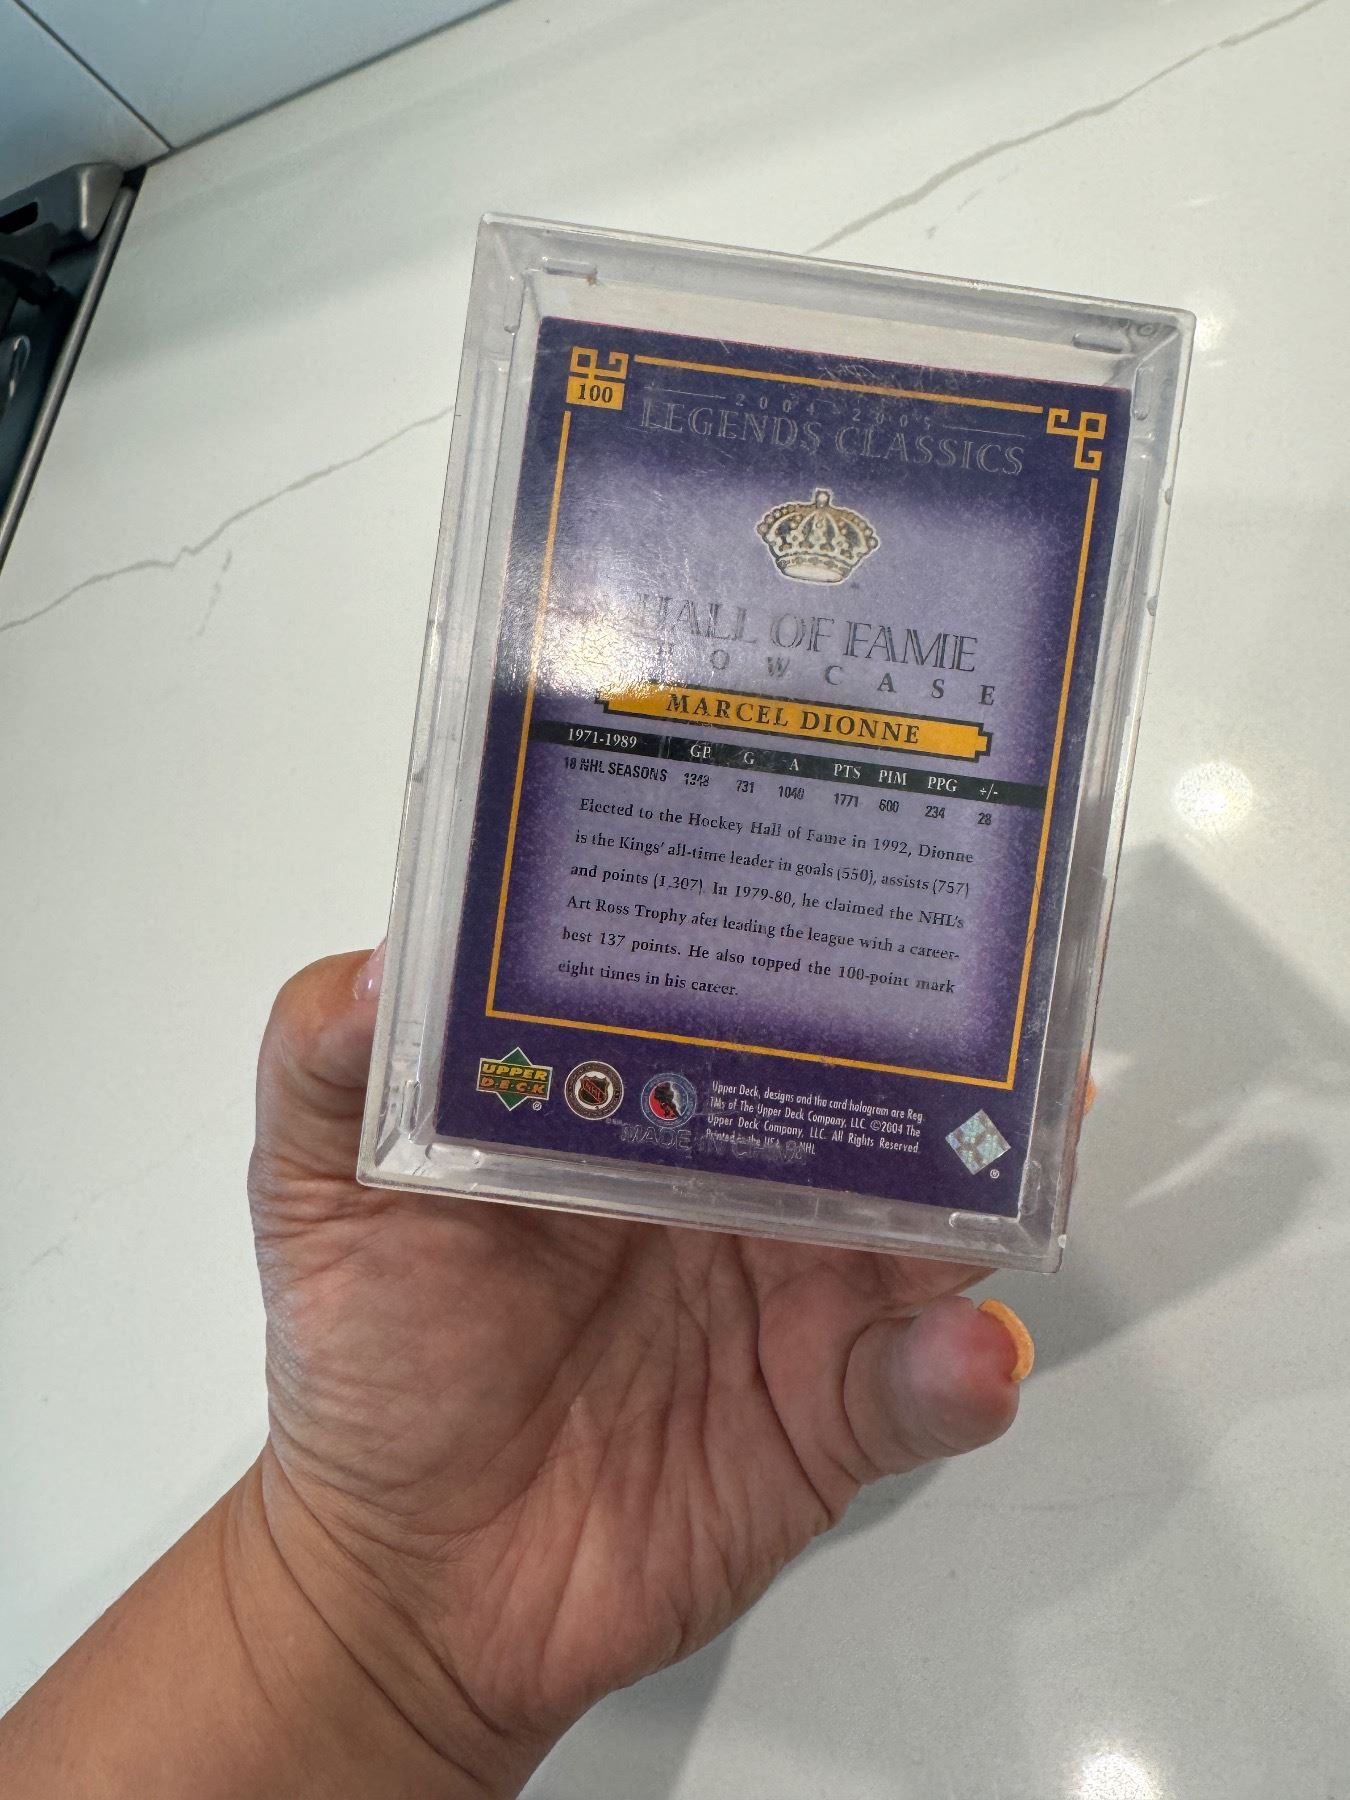 100
2004-2005
LEGENDS CLASSICS
HALL OF FAME
SHOWCASE
MARCEL DIONNE
1971-1989 GP G A PTS PIM PPG +/-
18 NHL SEASONS 1348 731 1040 1771 600 234 28
Elected to the Hockey Hall of Fame in 1992, Dionne
is the Kings' all-time leader in goals (550), assists (757)
and points (1,307). In 1979-80, he claimed the NHL's
Art Ross Trophy afer leading the league with a career-
best 137 points. He also topped the 100-point mark
eight times in his career.
UPPER
DECK ®
NHL
Upper Deck, designs and the card hologram are Reg.
TMs of The Upper Deck Company, LLC. ©2004 The
Upper Deck Company, LLC. All Rights Reserved.
Printed in the USA NHL
MADE IN CHINA
®